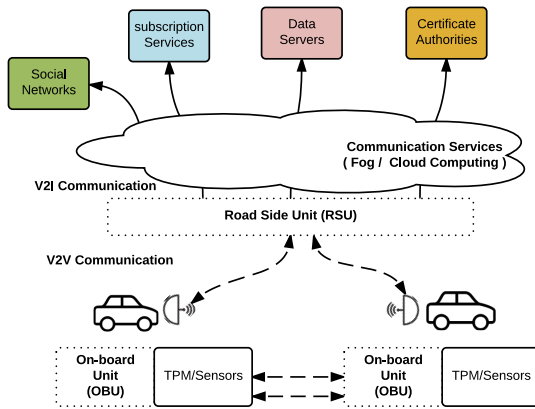 subscription
Services
Data
Servers
Certificate
Authorities
Social
Networks
Communication Services
( Fog / Cloud Computing )
V2I Communication
Road Side Unit (RSU)
V2V Communication
On-board
Unit
(OBU)
TPM/Sensors
On-board
Unit
(OBU)
TPM/Sensors